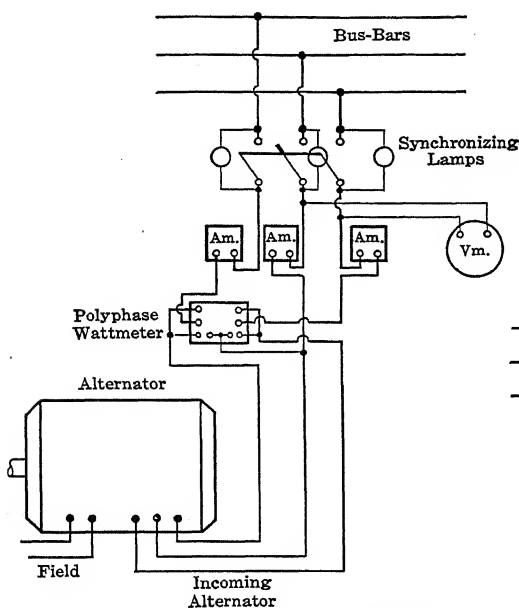 Bus-Bars
Synchronizing
Lamps
Am.
Am.
Am.
Vm.
Polyphase
Wattmeter
Alternator
Field
Incoming
Alternator